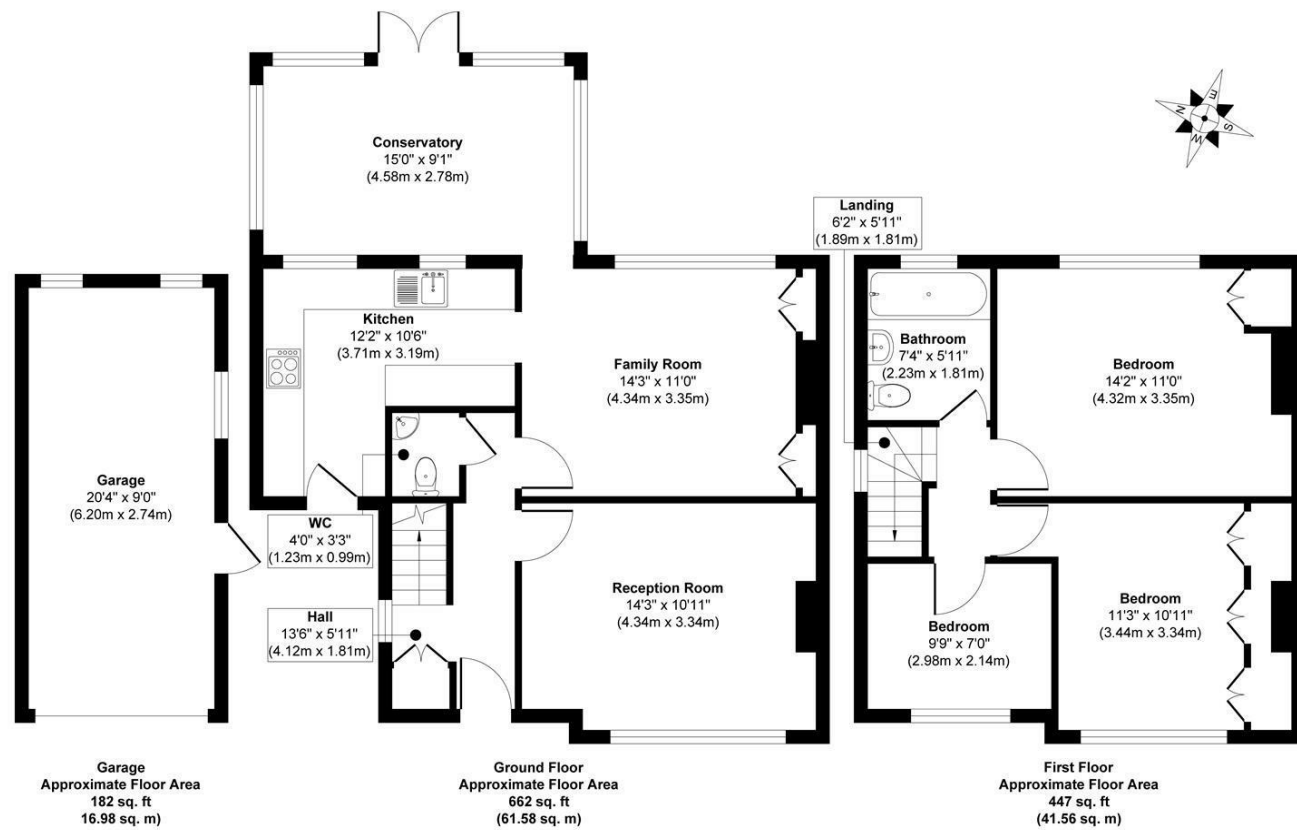 Conservatory
15'0" x 9'1"
(4.58m x 2.78m)
N
E
S
W
Landing
6'2" x 5'11"
(1.89m x 1.81m)
Kitchen
12'2" x 10'6"
(3.71m x 3.19m)
Family Room
14'3" x 11'0"
(4.34m x 3.35m)
Bathroom
7'4" x 5'11"
(2.23m x 1.81m)
Bedroom
14'2" x 11'0"
(4.32m x 3.35m)
Garage
20'4" x 9'0"
(6.20m x 2.74m)
WC
4'0" x 3'3"
(1.23m x 0.99m)
Hall
13'6" x 5'11"
(4.12m x 1.81m)
Reception Room
14'3" x 10'11"
(4.34m x 3.34m)
Bedroom
9'9" x 7'0"
(2.98m x 2.14m)
Bedroom
11'3" x 10'11"
(3.44m x 3.34m)
Garage
Approximate Floor Area
182 sq. ft
16.98 sq. m)
Ground Floor
Approximate Floor Area
662 sq. ft
(61.58 sq. m)
First Floor
Approximate Floor Area
447 sq. ft
(41.56 sq. m)